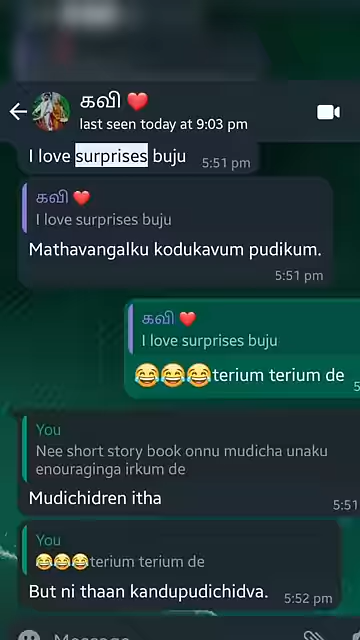 கவி ❤️
last seen today at 9:03 pm
I love surprises buju 5:51 pm
கவி ❤️
I love surprises buju
Mathavangalku kodukavum pudikum.
5:51 pm
கவி ❤️
I love surprises buju
😂😂😂terium terium de 5
You
Nee short story book onnu mudicha unaku
enouraginga irkum de
Mudichidren itha
5:51
You
😂😂😂terium terium de
But ni thaan kandupudichidva. 5:52 pm
Message